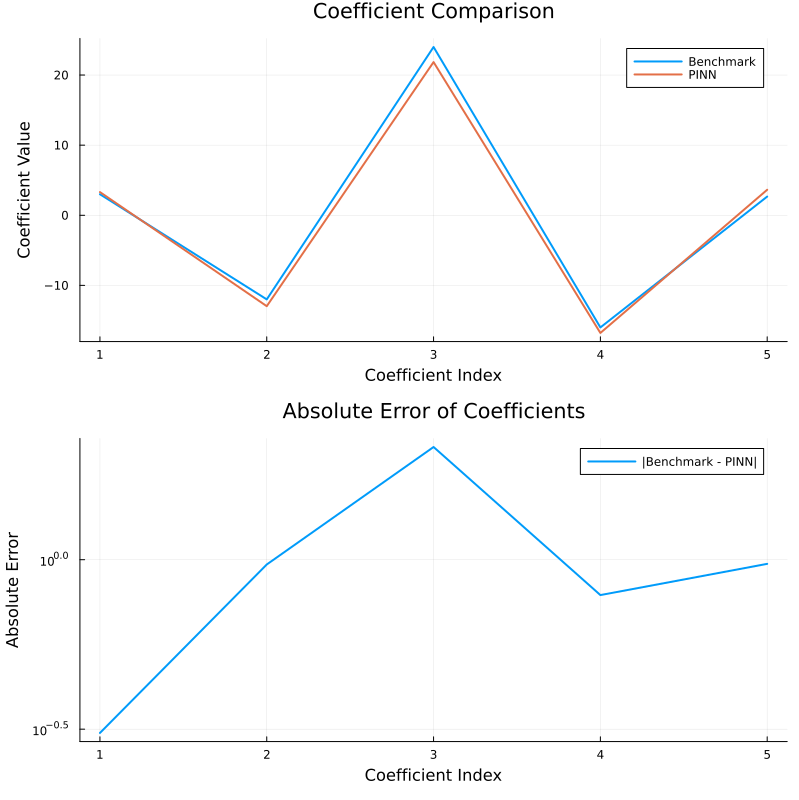 Coefficient Comparison
Benchmark
PINN
20
10
0
−10
Coefficient Value
1 2 3 4 5
Coefficient Index
Absolute Error of Coefficients
|Benchmark - PINN|
10^0.0
10^−0.5
Absolute Error
1 2 3 4 5
Coefficient Index